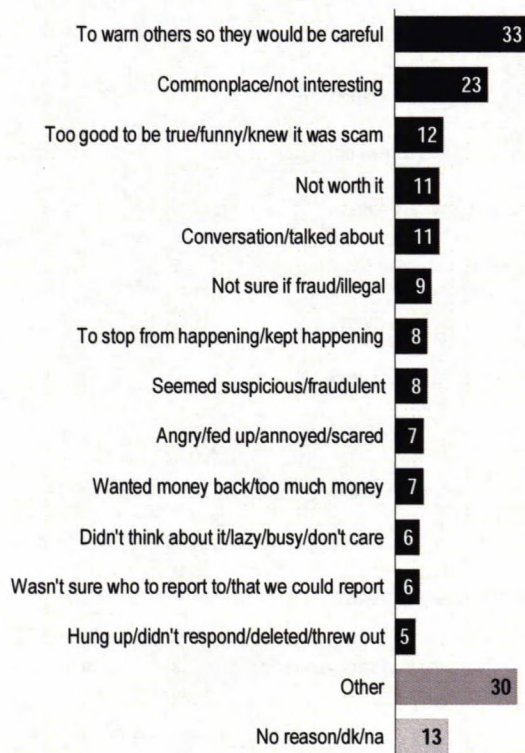 To warn others so they would be careful 33
Commonplace/not interesting 23
Too good to be true/funny/knew it was scam 12
Not worth it 11
Conversation/talked about 11
Not sure if fraud/illegal 9
To stop from happening/kept happening 8
Seemed suspicious/fraudulent 8
Angry/fed up/annoyed/scared 7
Wanted money back/too much money 7
Didn't think about it/lazy/busy/don't care 6
Wasn't sure who to report to/that we could report 6
Hung up/didn't respond/deleted/threw out 5
Other 30
No reason/dk/na 13